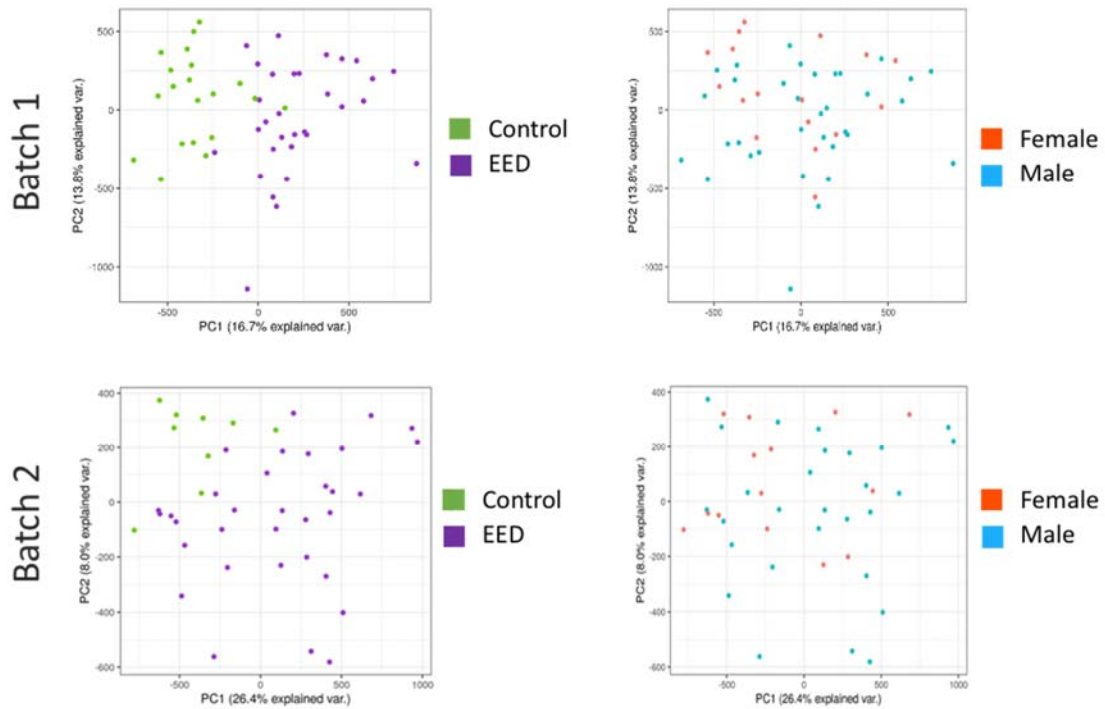 Batch 1
PC2 (13.8% explained var.)
500
0
-500
-1000
-500
0
500
PC1 (16.7% explained var.)
Control
EED
PC2 (13.8% explained var.)
500
0
-500
-1000
-500
0
500
PC1 (16.7% explained var.)
Female
Male
Batch 2
PC2 (8.0% explained var.)
400
200
0
-200
-400
-600
-500
0
500
1000
PC1 (26.4% explained var.)
Control
EED
PC2 (8.0% explained var.)
400
200
0
-200
-400
-600
-500
0
500
1000
PC1 (26.4% explained var.)
Female
Male